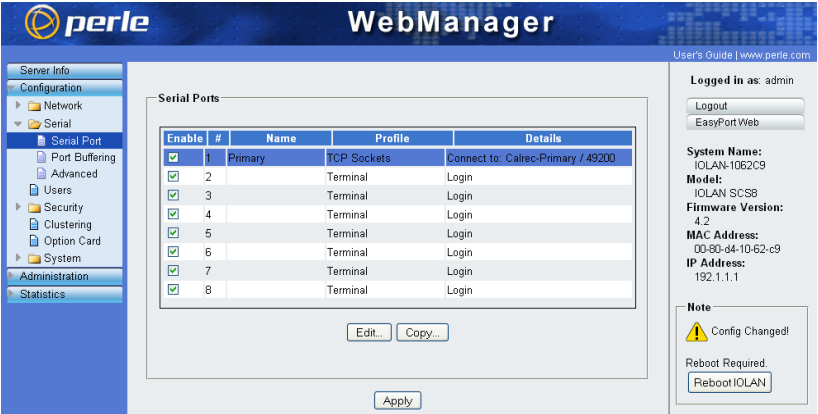 perle
WebManager
User's Guide | www.perle.com
Server Info
Configuration
Network
Serial
Serial Port
Port Buffering
Advanced
Users
Security
Clustering
Option Card
System
Administration
Statistics
Serial Ports
Enable # Name Profile Details
1 Primary TCP Sockets Connect to: Calrec-Primary / 49200
2 Terminal Login
3 Terminal Login
4 Terminal Login
5 Terminal Login
6 Terminal Login
7 Terminal Login
8 Terminal Login
Edit... Copy...
Apply
Logged in as: admin
Logout
EasyPort Web
System Name:
IOLAN-1062C9
Model:
IOLAN SCS8
Firmware Version:
4.2
MAC Address:
00-80-d4-10-62-c9
IP Address:
192.1.1.1
Note
Config Changed!
Reboot Required.
Reboot IOLAN